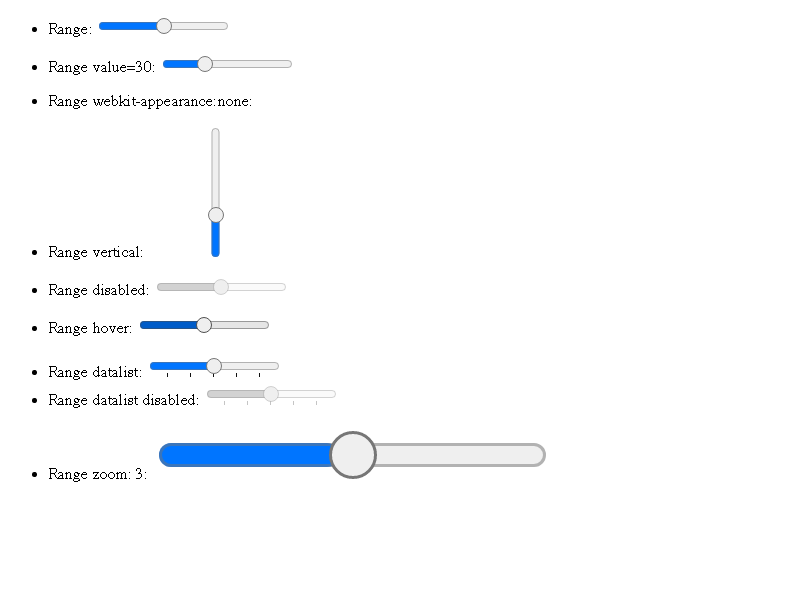 Range:
Range value=30:
Range webkit-appearance:none:
Range vertical:
Range disabled:
Range hover:
Range datalist:
Range datalist disabled:
Range zoom: 3: